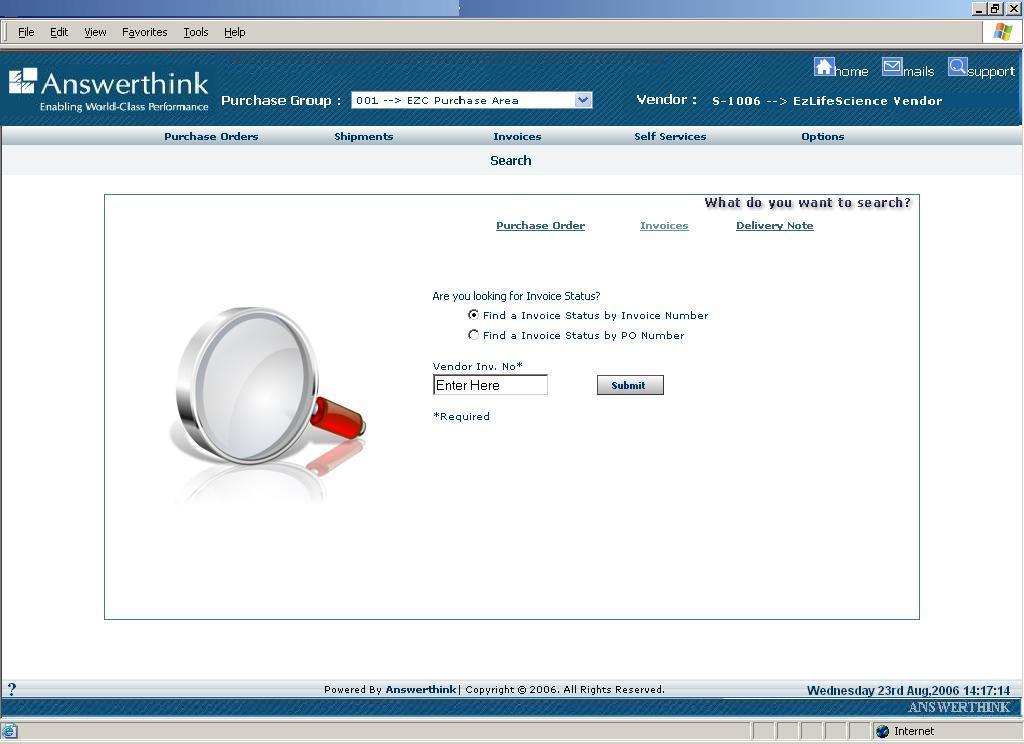 File Edit View Favorites Tools Help
home mails support
Answerthink
Enabling World-Class Performance
Purchase Group : 001 --> EZC Purchase Area Vendor : S-1006 --> EzLifeScience Vendor
Purchase Orders Shipments Invoices Self Services Options
Search
What do you want to search?
Purchase Order Invoices Delivery Note
Are you looking for Invoice Status?
Find a Invoice Status by Invoice Number
Find a Invoice Status by PO Number
Vendor Inv. No*
Enter Here Submit
*Required
? Powered By Answerthink| Copyright © 2006. All Rights Reserved. Wednesday 23rd Aug,2006 14:17:14
ANSWERTHINK
Internet